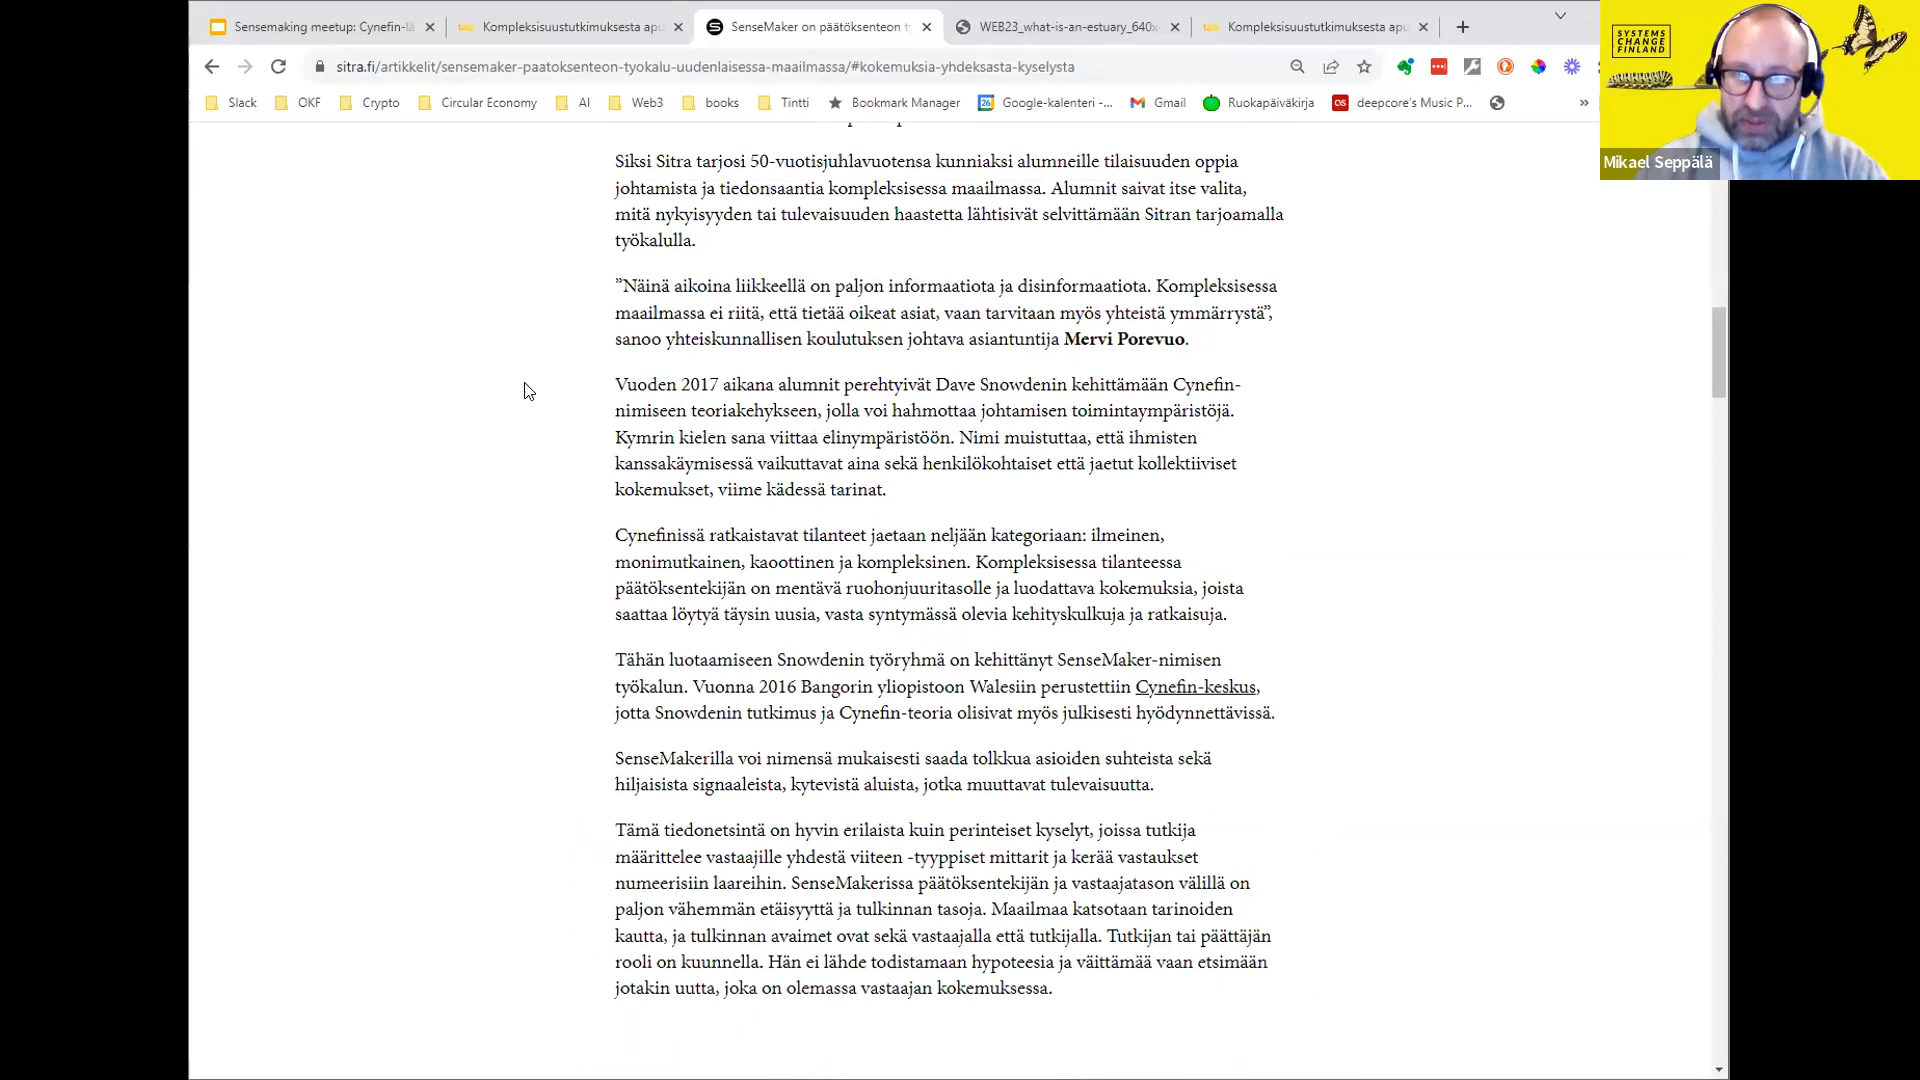 Sensemaking meetup: Cynefin-lä
Kompleksisuustutkimuksesta apu
SenseMaker on päätöksenteon t
WEB23_what-is-an-estuary_640x
Kompleksisuustutkimuksesta apu
sitra.fi/artikkelit/sensemaker-paatoksenteon-tyokalu-uudenlaisessa-maailmassa/#kokemuksia-yhdeksasta-kyselysta
Slack
OKF
Crypto
Circular Economy
AI
Web3
books
Tintti
Bookmark Manager
Google-kalenteri -...
Gmail
Ruokapäiväkirja
deepcore's Music P...
SYSTEMS
CHANGE
FINLAND
Mikael Seppälä
Siksi Sitra tarjosi 50-vuotisjuhlavuotensa kunniaksi alumneille tilaisuuden oppia
johtamista ja tiedonsaantia kompleksisessa maailmassa. Alumnit saivat itse valita,
mitä nykyisyyden tai tulevaisuuden haastetta lähtisivät selvittämään Sitran tarjoamalla
työkalulla.
”Näinä aikoina liikkeellä on paljon informaatiota ja disinformaatiota. Kompleksisessa
maailmassa ei riitä, että tietää oikeat asiat, vaan tarvitaan myös yhteistä ymmärrystä”,
sanoo yhteiskunnallisen koulutuksen johtava asiantuntija Mervi Porevuo.
Vuoden 2017 aikana alumnit perehtyivät Dave Snowdenin kehittämään Cynefin-
nimiseen teoriakehykseen, jolla voi hahmottaa johtamisen toimintaympäristöjä.
Kymrin kielen sana viittaa elinympäristöön. Nimi muistuttaa, että ihmisten
kanssakäymisessä vaikuttavat aina sekä henkilökohtaiset että jaetut kollektiiviset
kokemukset, viime kädessä tarinat.
Cynefinissä ratkaistavat tilanteet jaetaan neljään kategoriaan: ilmeinen,
monimutkainen, kaoottinen ja kompleksinen. Kompleksisessa tilanteessa
päätöksentekijän on mentävä ruohonjuuritasolle ja luodattava kokemuksia, joista
saattaa löytyä täysin uusia, vasta syntymässä olevia kehityskulkuja ja ratkaisuja.
Tähän luotaamiseen Snowdenin työryhmä on kehittänyt SenseMaker-nimisen
työkalun. Vuonna 2016 Bangorin yliopistoon Walesiin perustettiin Cynefin-keskus,
jotta Snowdenin tutkimus ja Cynefin-teoria olisivat myös julkisesti hyödynnettävissä.
SenseMakerilla voi nimensä mukaisesti saada tolkkua asioiden suhteista sekä
hiljaisista signaaleista, kytevistä aluista, jotka muuttavat tulevaisuutta.
Tämä tiedonetsintä on hyvin erilaista kuin perinteiset kyselyt, joissa tutkija
määrittelee vastaajille yhdestä viiteen -tyyppiset mittarit ja kerää vastaukset
numeerisiin laareihin. SenseMakerissa päätöksentekijän ja vastaajatason välillä on
paljon vähemmän etäisyyttä ja tulkinnan tasoja. Maailmaa katsotaan tarinoiden
kautta, ja tulkinnan avaimet ovat sekä vastaajalla että tutkijalla. Tutkijan tai päättäjän
rooli on kuunnella. Hän ei lähde todistamaan hypoteesia ja väittämää vaan etsimään
jotakin uutta, joka on olemassa vastaajan kokemuksessa.